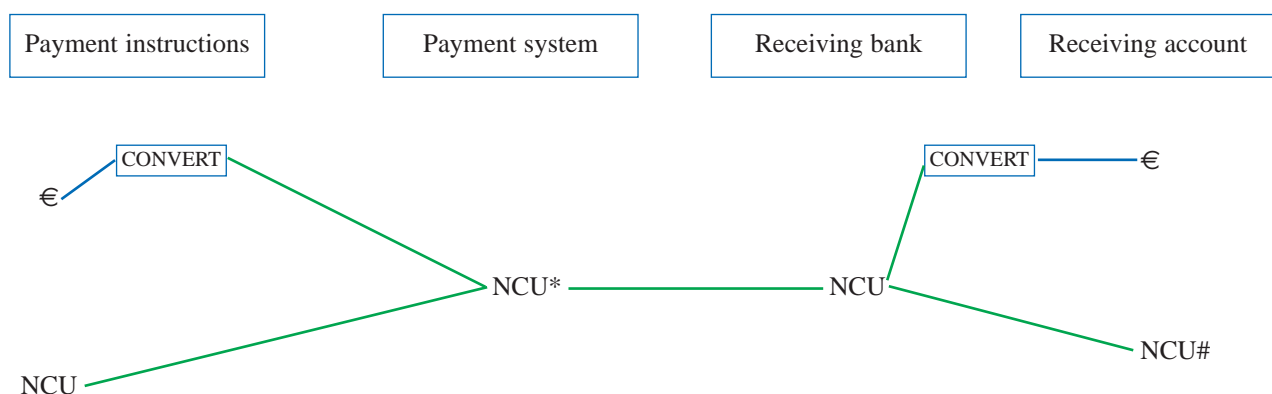 Payment instructions
Payment system
Receiving bank
Receiving account
CONVERT
CONVERT
€
€
NCU*
NCU
NCU#
NCU